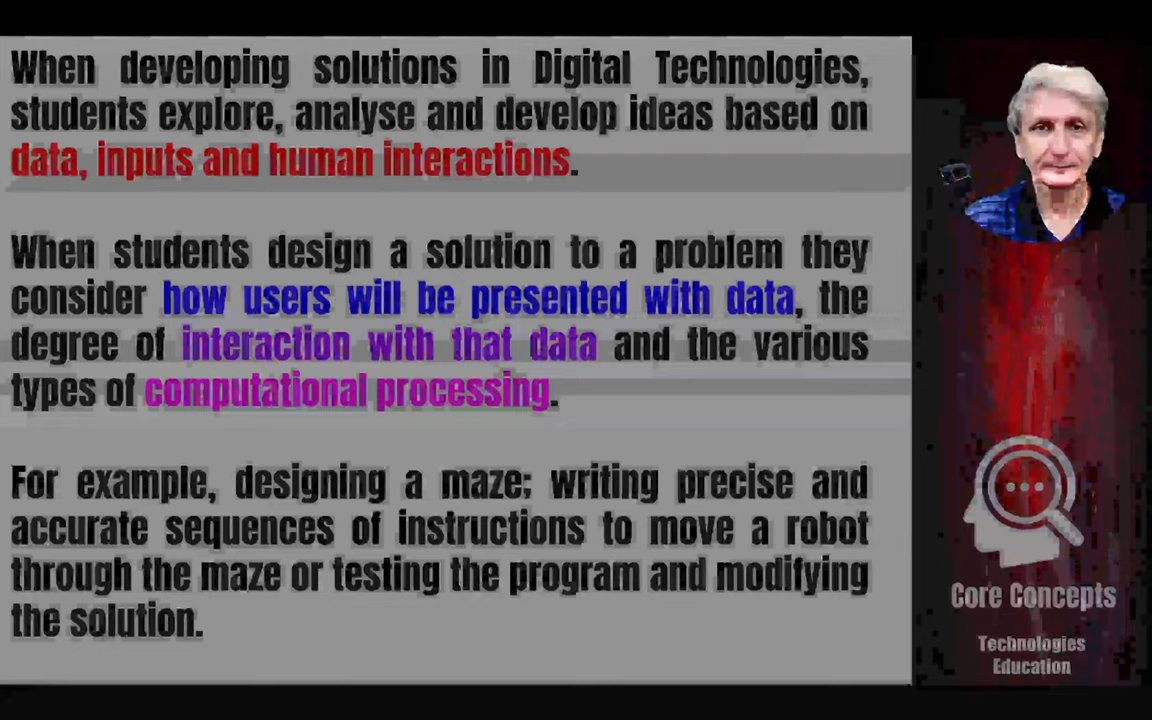 When developing solutions in Digital Technologies,
students explore, analyse and develop ideas based on
data, inputs and human interactions.
When students design a solution to a problem they
consider how users will be presented with data, the
degree of interaction with that data and the various
types of computational processing.
For example, designing a maze; writing precise and
accurate sequences of instructions to move a robot
through the maze or testing the program and modifying
the solution.
Core Concepts
Technologies
Education